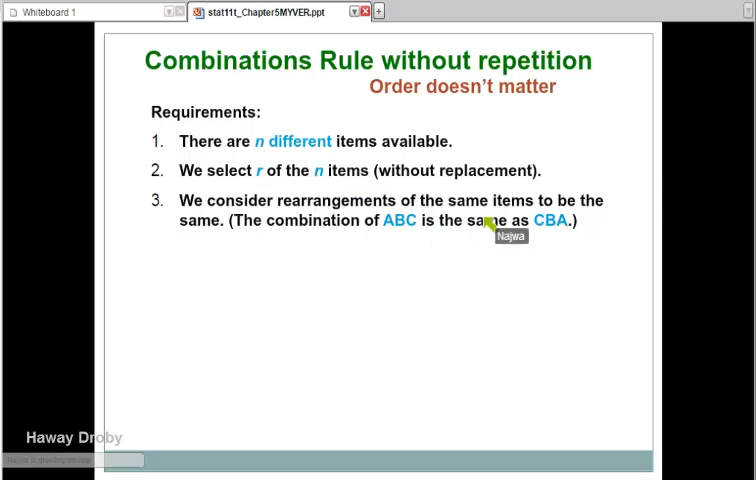 Whiteboard 1
stat11t_Chapter5MYVER.ppt
Combinations Rule without repetition
Order doesn't matter
Requirements:
1. There are n different items available.
2. We select r of the n items (without replacement).
3. We consider rearrangements of the same items to be the
same. (The combination of ABC is the same as CBA.)
Najwa
Haway Droby